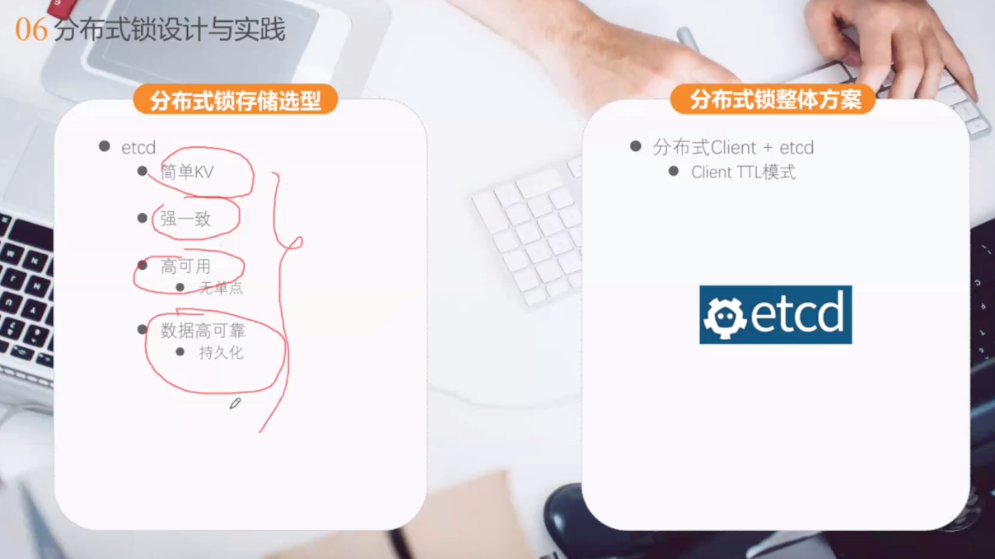 06 分布式锁设计与实践
分布式锁存储选型
etcd
简单KV
强一致
高可用
无单点
数据高可靠
持久化
分布式锁整体方案
分布式Client + etcd
Client TTL模式
etcd